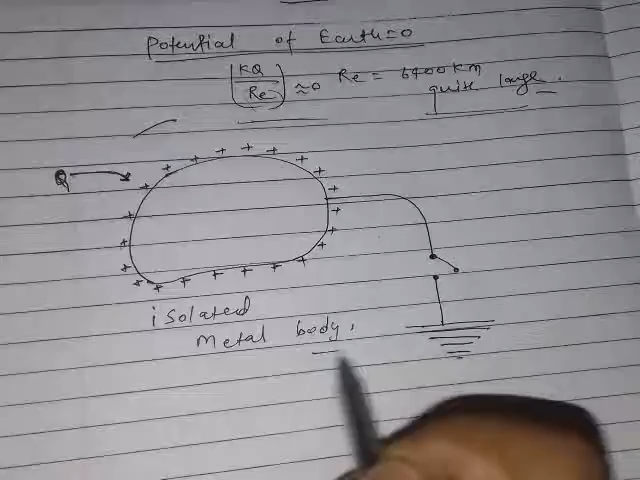 Potential of Earth=0
KQ/Re ≈0 Re = 6400 km
quite large.
Q
+ + + + + + + + + + + + + + + + + + + + + +
isolated
Metal body.